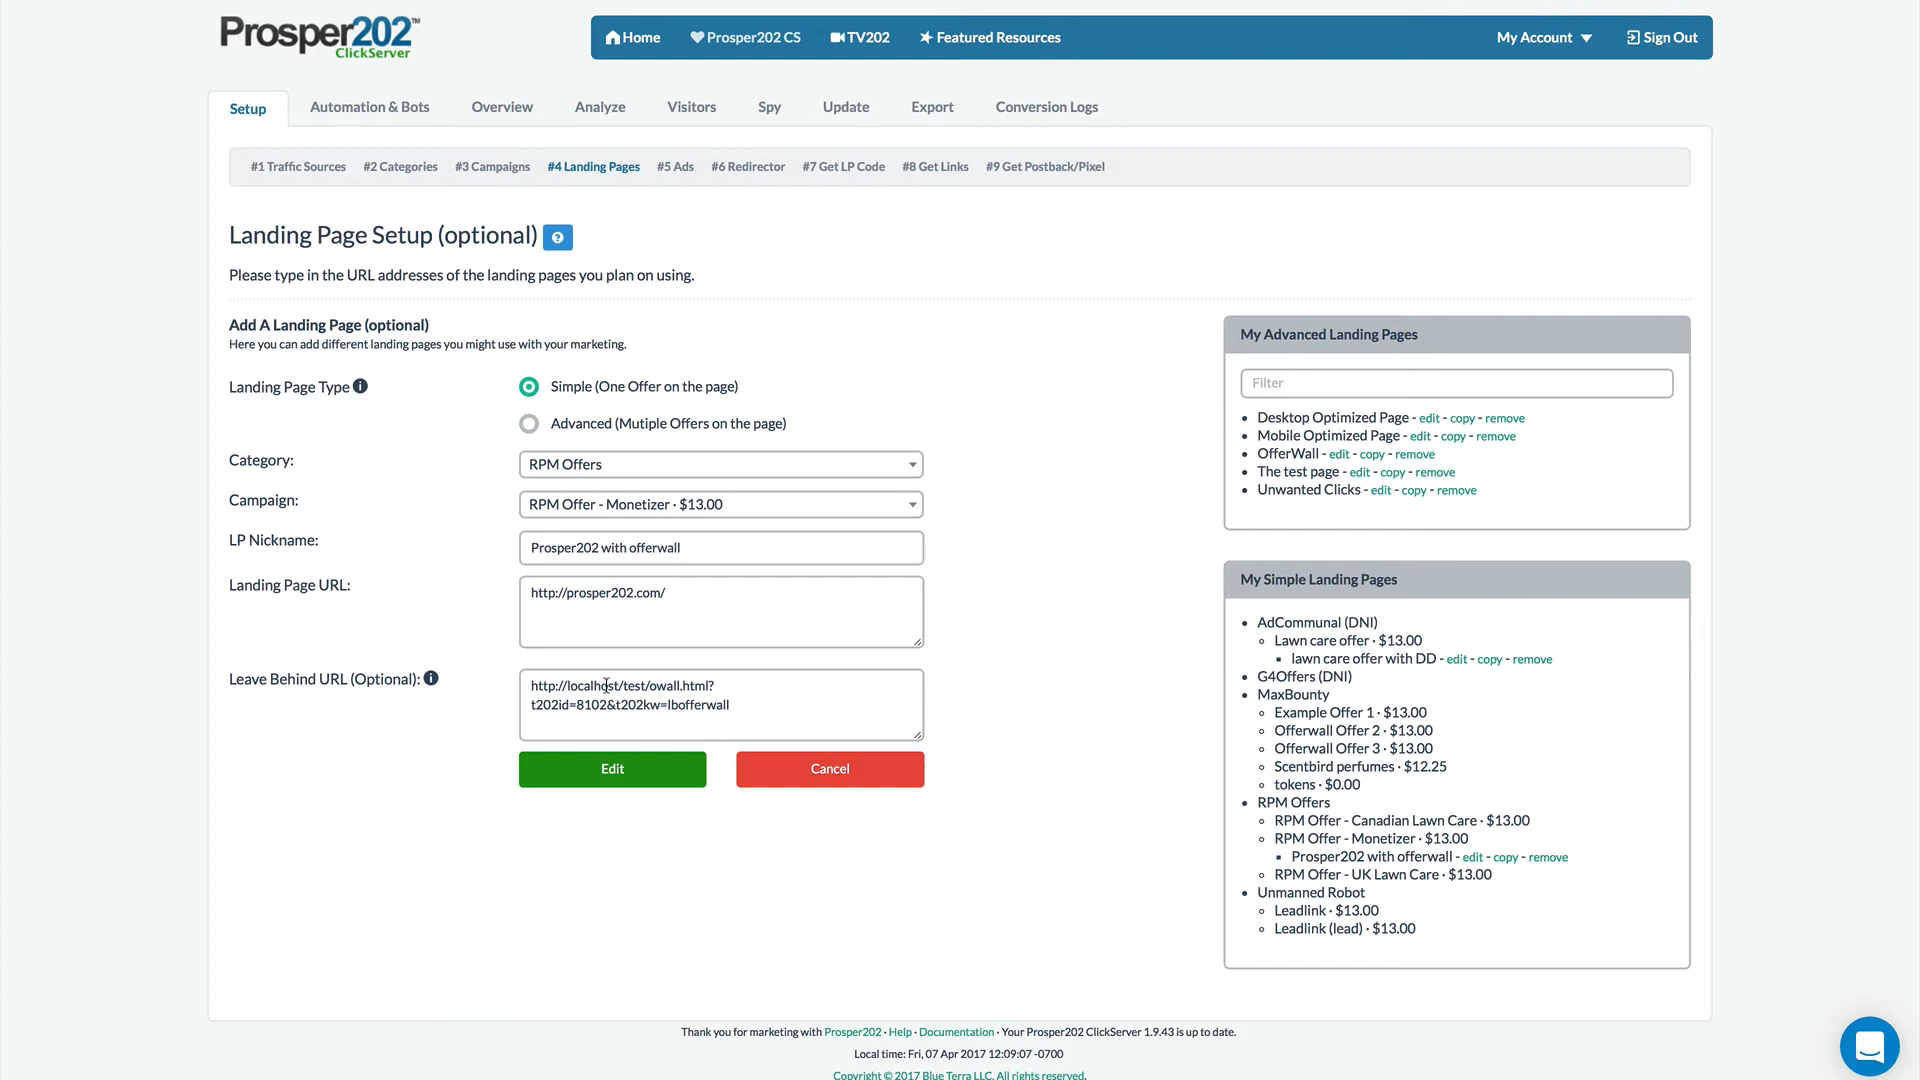 Prosper202™
ClickServer
Home
Prosper202 CS
TV202
Featured Resources
My Account
Sign Out
Setup
Automation & Bots
Overview
Analyze
Visitors
Spy
Update
Export
Conversion Logs
#1 Traffic Sources
#2 Categories
#3 Campaigns
#4 Landing Pages
#5 Ads
#6 Redirector
#7 Get LP Code
#8 Get Links
#9 Get Postback/Pixel
Landing Page Setup (optional)
Please type in the URL addresses of the landing pages you plan on using.
Add A Landing Page (optional)
Here you can add different landing pages you might use with your marketing.
Landing Page Type
Simple (One Offer on the page)
Advanced (Mutiple Offers on the page)
Category:
RPM Offers
Campaign:
RPM Offer - Monetizer · $13.00
LP Nickname:
Prosper202 with offerwall
Landing Page URL:
http://prosper202.com/
Leave Behind URL (Optional):
http://localhost/test/owall.html?
t202id=8102&t202kw=lbofferwall
Edit
Cancel
My Advanced Landing Pages
Filter
Desktop Optimized Page - edit - copy - remove
Mobile Optimized Page - edit - copy - remove
OfferWall - edit - copy - remove
The test page - edit - copy - remove
Unwanted Clicks - edit - copy - remove
My Simple Landing Pages
AdCommunal (DNI)
Lawn care offer · $13.00
lawn care offer with DD - edit - copy - remove
G4Offers (DNI)
MaxBounty
Example Offer 1 · $13.00
Offerwall Offer 2 · $13.00
Offerwall Offer 3 · $13.00
Scentbird perfumes · $12.25
tokens · $0.00
RPM Offers
RPM Offer - Canadian Lawn Care · $13.00
RPM Offer - Monetizer · $13.00
Prosper202 with offerwall - edit - copy - remove
RPM Offer - UK Lawn Care · $13.00
Unmanned Robot
Leadlink · $13.00
Leadlink (lead) · $13.00
Thank you for marketing with Prosper202 · Help · Documentation · Your Prosper202 ClickServer 1.9.43 is up to date.
Local time: Fri, 07 Apr 2017 12:09:07 -0700
Copyright © 2017 Blue Terra LLC. All rights reserved.